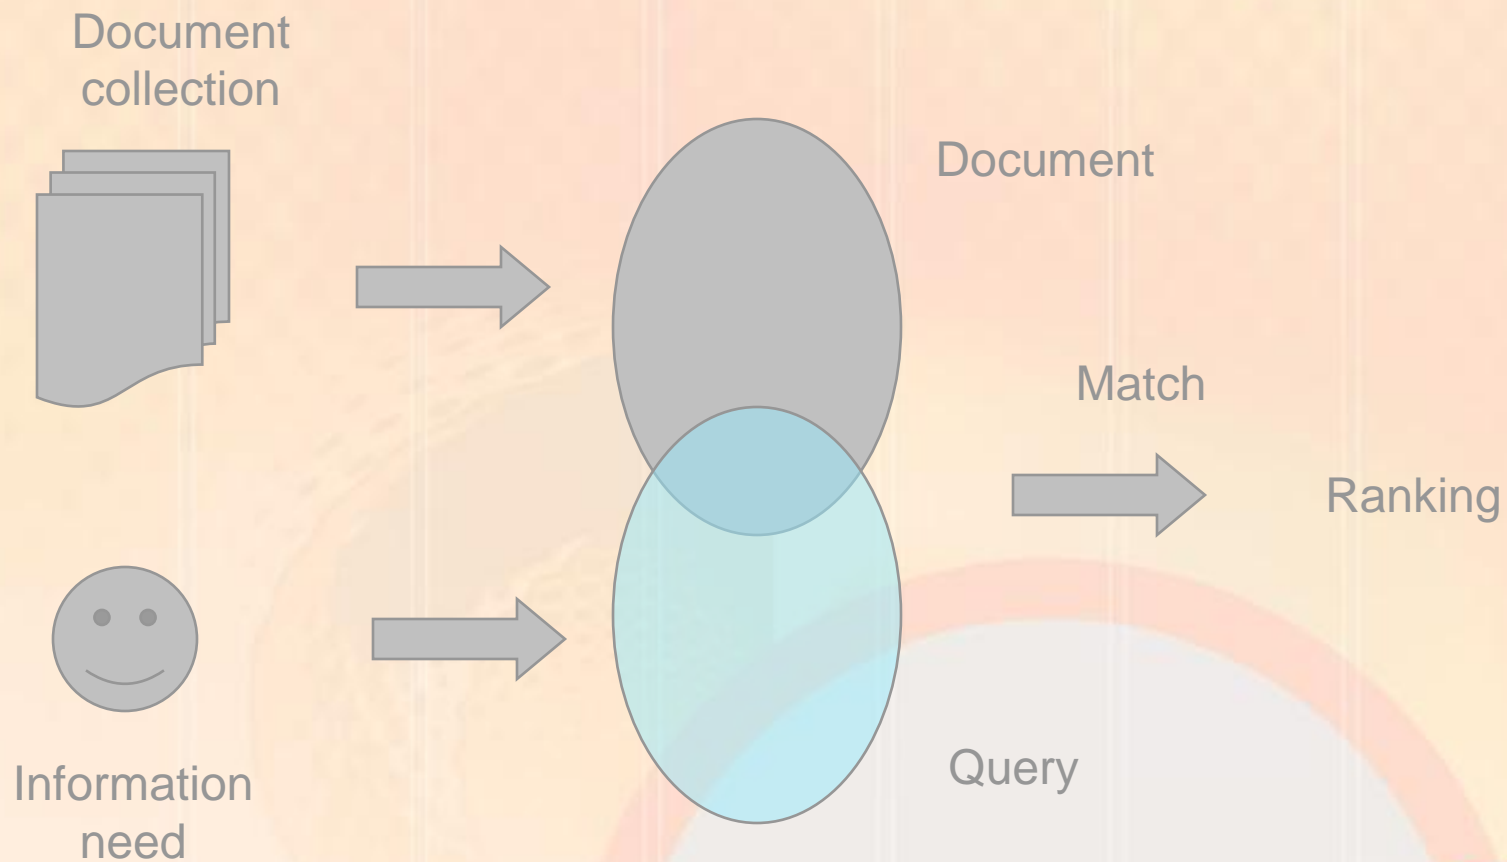 Document
collection
Document
Match
Ranking
Query
Information
need